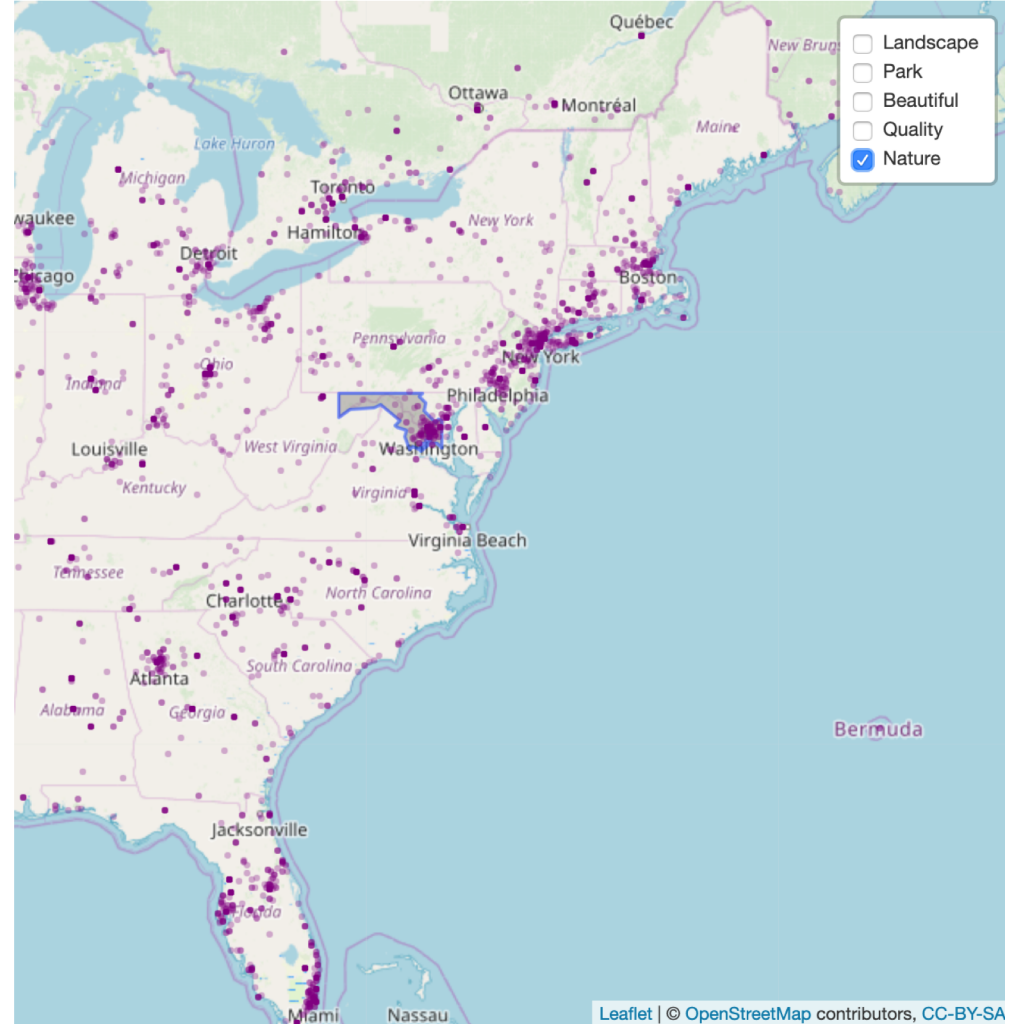 Québec
New Bruns
Landscape
Park
Beautiful
Quality
Nature
Ottawa
Montréal
Maine
Lake Huron
Michigan
Toronto
waukee
New York
Hamilton
Detroit
Chicago
Boston
Pennsylvania
New York
Ohio
Indiana
Philadelphia
Louisville
West Virginia
Washington
Kentucky
Virginia
Virginia Beach
Tennessee
Charlotte
North Carolina
South Carolina
Atlanta
Alabama
Georgia
Bermuda
Jacksonville
Florida
Miami
Nassau
Leaflet | © OpenStreetMap contributors, CC-BY-SA